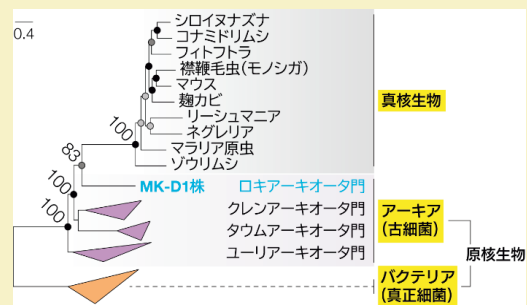 0.4
シロイヌナズナ
コナミドリムシ
フィトフトラ
襟鞭毛虫(モノシガ)
マウス
麹カビ
リーシュマニア
ネグレリア
マラリア原虫
ゾウリムシ
真核生物
100
83
100
100
MK-D1株 ロキアーキオータ門
クレンアーキオータ門
タウムアーキオータ門
ユーリアーキオータ門
アーキア
(古細菌)
原核生物
バクテリア
(真正細菌)